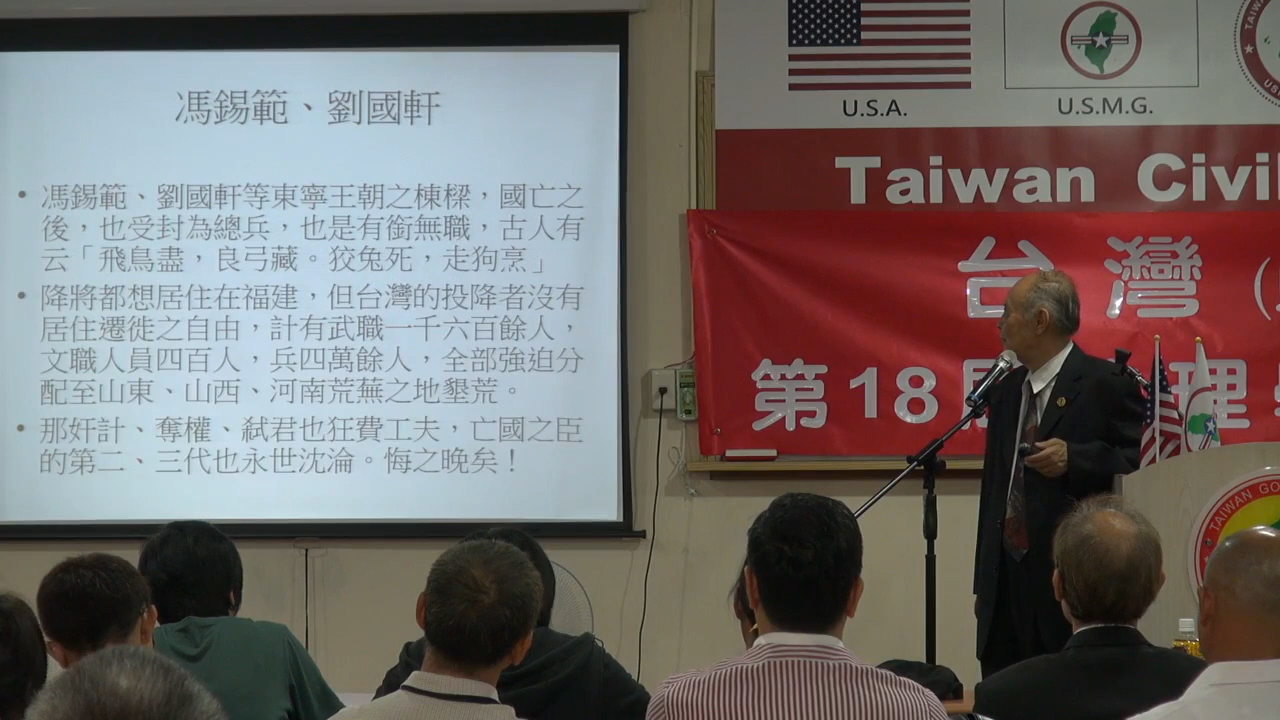 馮錫範、劉國軒
• 馮錫範、劉國軒等東寧王朝之棟樑，國亡之
後，也受封為總兵，也是有銜無職，古人有
云「飛鳥盡，良弓藏。狡兔死，走狗烹」
• 降將都想居住在福建，但台灣的投降者沒有
居住遷徙之自由，計有武職一千六百餘人，
文職人員四百人，兵四萬餘人，全部強迫分
配至山東、山西、河南荒蕪之地墾荒。
• 那奸計、奪權、弒君也狂費工夫，亡國之臣
的第二、三代也永世沈淪。悔之晚矣！
U.S.A.
U.S.M.G.
Taiwan Civil
台灣（
第18
理
TAIWAN GO